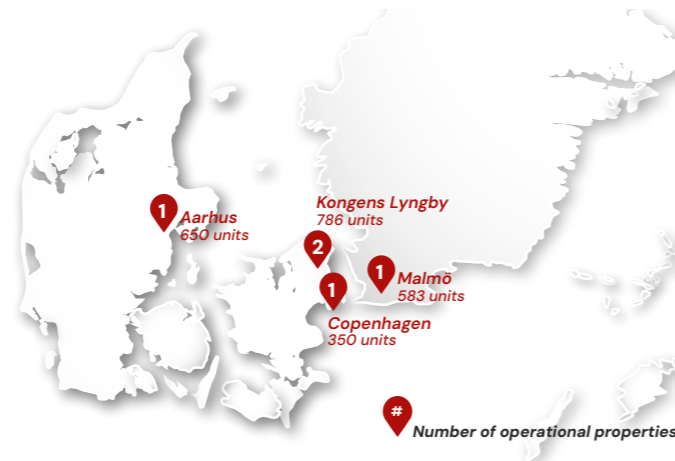 Kongens Lyngby
786 units
1
Aarhus
650 units
2
1
Malmö
583 units
1
Copenhagen
350 units
#
Number of operational properties